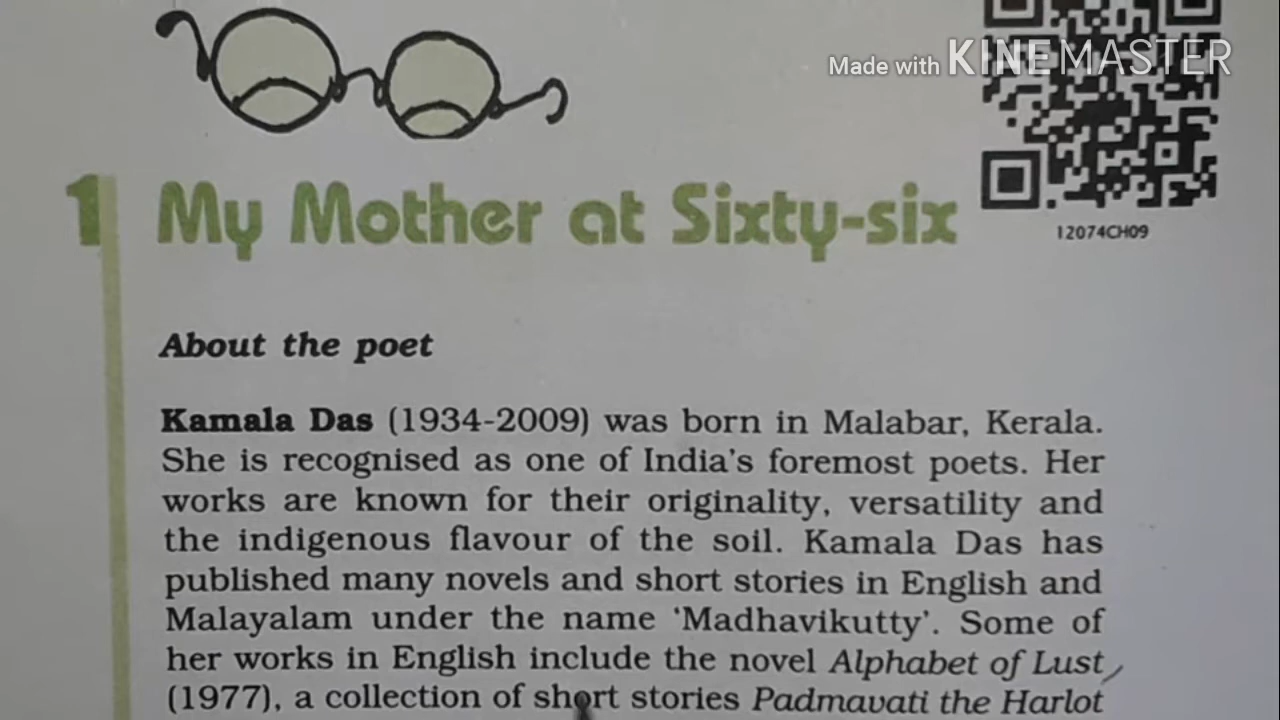 Made with KINEMASTER
12074CH09
1 My Mother at Sixty-six
About the poet
Kamala Das (1934-2009) was born in Malabar, Kerala.
She is recognised as one of India's foremost poets. Her
works are known for their originality, versatility and
the indigenous flavour of the soil. Kamala Das has
published many novels and short stories in English and
Malayalam under the name 'Madhavikutty'. Some of
her works in English include the novel Alphabet of Lust
(1977), a collection of short stories Padmavati the Harlot